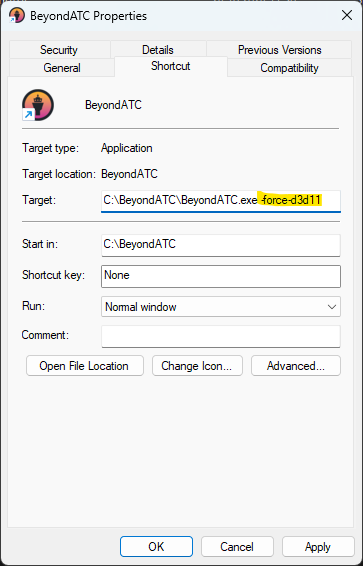 BeyondATC Properties
Security Details Previous Versions
General Shortcut Compatibility
BeyondATC
Target type: Application
Target location: BeyondATC
Target: C:\BeyondATC\BeyondATC.exe -force-d3d11
Start in: C:\BeyondATC
Shortcut key: None
Run: Normal window
Comment:
Open File Location Change Icon... Advanced...
OK Cancel Apply